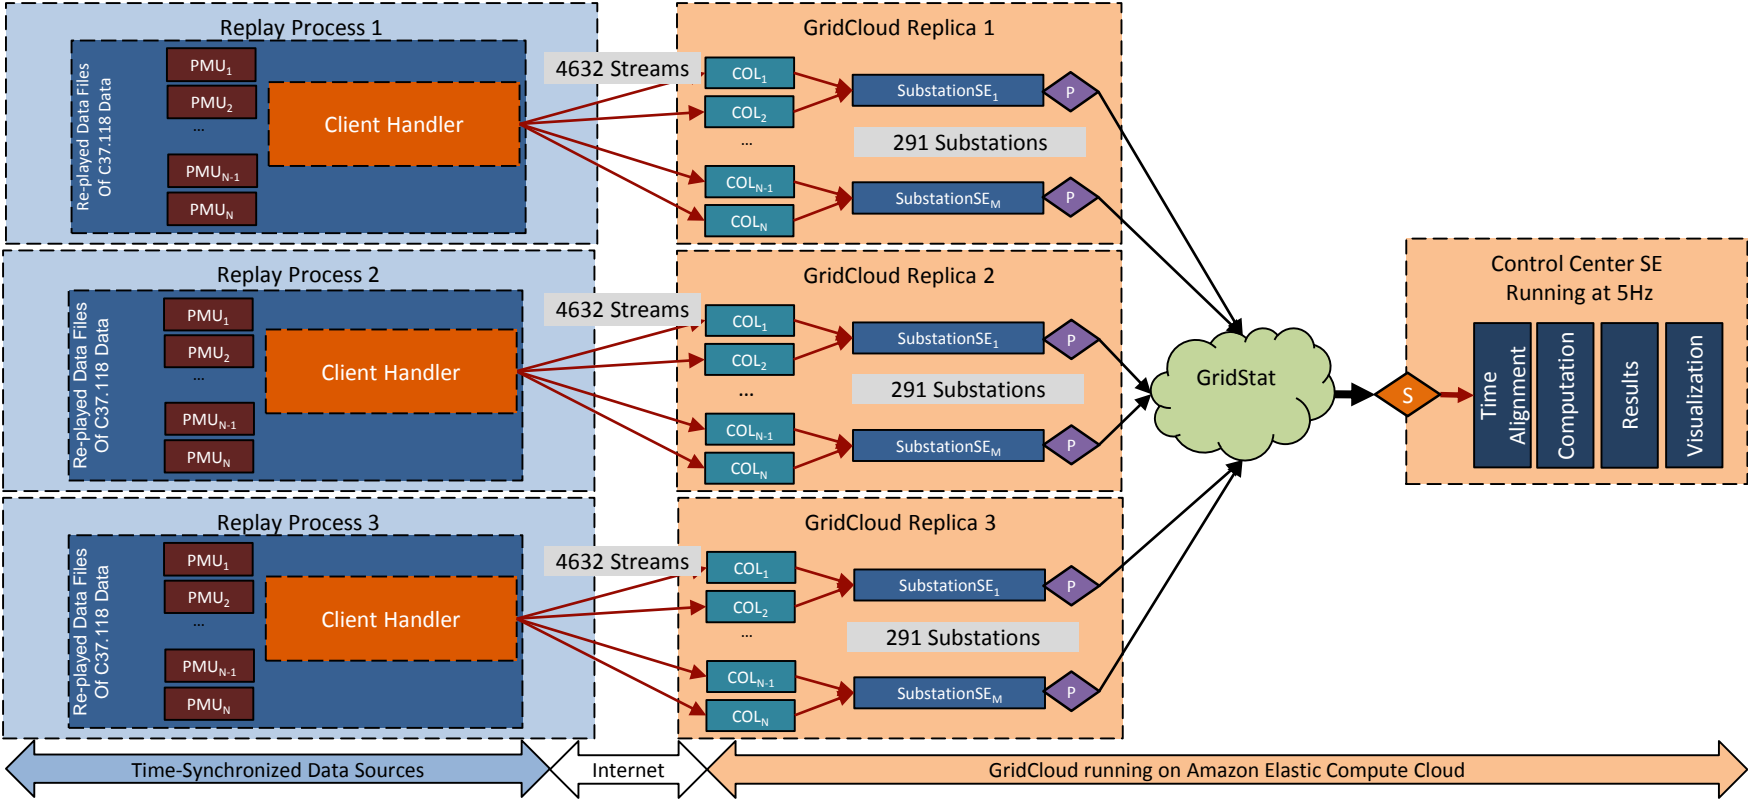 Replay Process 1
Re-played Data Files
Of C37.118 Data
PMU1
PMU2
...
PMUN-1
PMUN
Client Handler
4632 Streams
GridCloud Replica 1
COL1
COL2
...
COLN-1
COLN
SubstationSE1
P
291 Substations
SubstationSEM
P
Replay Process 2
Re-played Data Files
Of C37.118 Data
PMU1
PMU2
...
PMUN-1
PMUN
Client Handler
4632 Streams
GridCloud Replica 2
COL1
COL2
...
COLN-1
COLN
SubstationSE1
P
291 Substations
SubstationSEM
P
Replay Process 3
Re-played Data Files
Of C37.118 Data
PMU1
PMU2
...
PMUN-1
PMUN
Client Handler
4632 Streams
GridCloud Replica 3
COL1
COL2
...
COLN-1
COLN
SubstationSE1
P
291 Substations
SubstationSEM
P
GridStat
S
Control Center SE
Running at 5Hz
Time
Alignment
Computation
Results
Visualization
Time-Synchronized Data Sources
Internet
GridCloud running on Amazon Elastic Compute Cloud